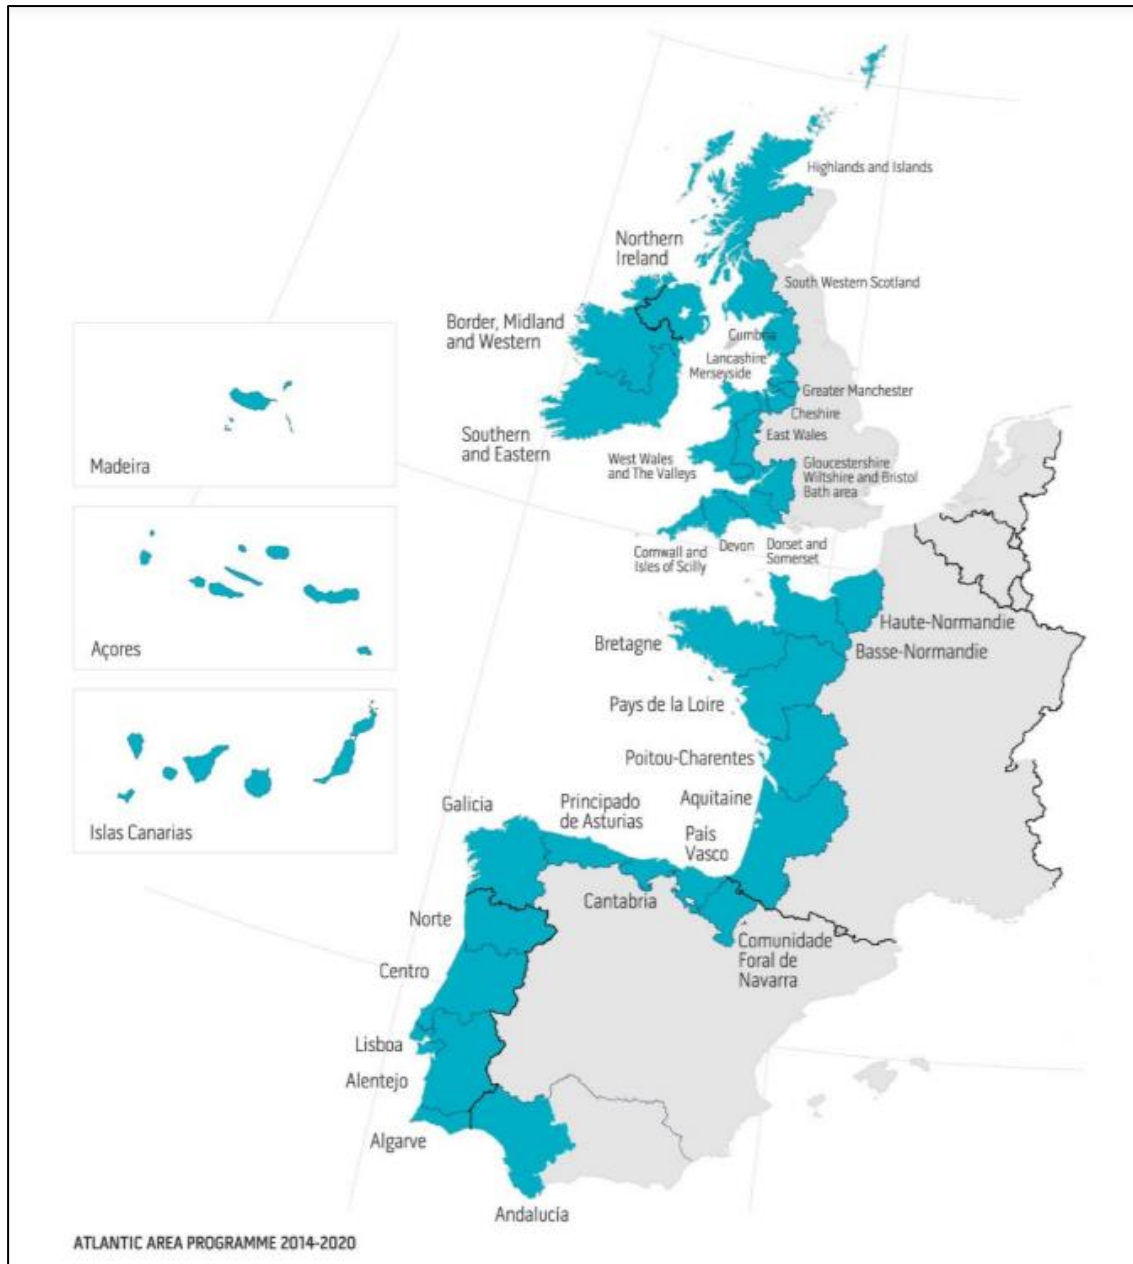 Highlands and Islands
Northern
Ireland
South Western Scotland
Border, Midland
and Western
Cumbria
Lancashire
Merseyside
Greater Manchester
Cheshire
Southern
and Eastern
East Wales
West Wales
and The Valleys
Gloucestershire
Wiltshire and Bristol
Bath area
Cornwall and
Isles of Scilly
Devon
Dorset and
Somerset
Madeira
Açores
Islas Canarias
Haute-Normandie
Bretagne
Basse-Normandie
Pays de la Loire
Poitou-Charentes
Aquitaine
Galicia
Principado
de Asturias
País
Vasco
Cantabria
Norte
Comunidade
Foral de
Navarra
Centro
Lisboa
Alentejo
Algarve
Andalucía
ATLANTIC AREA PROGRAMME 2014-2020